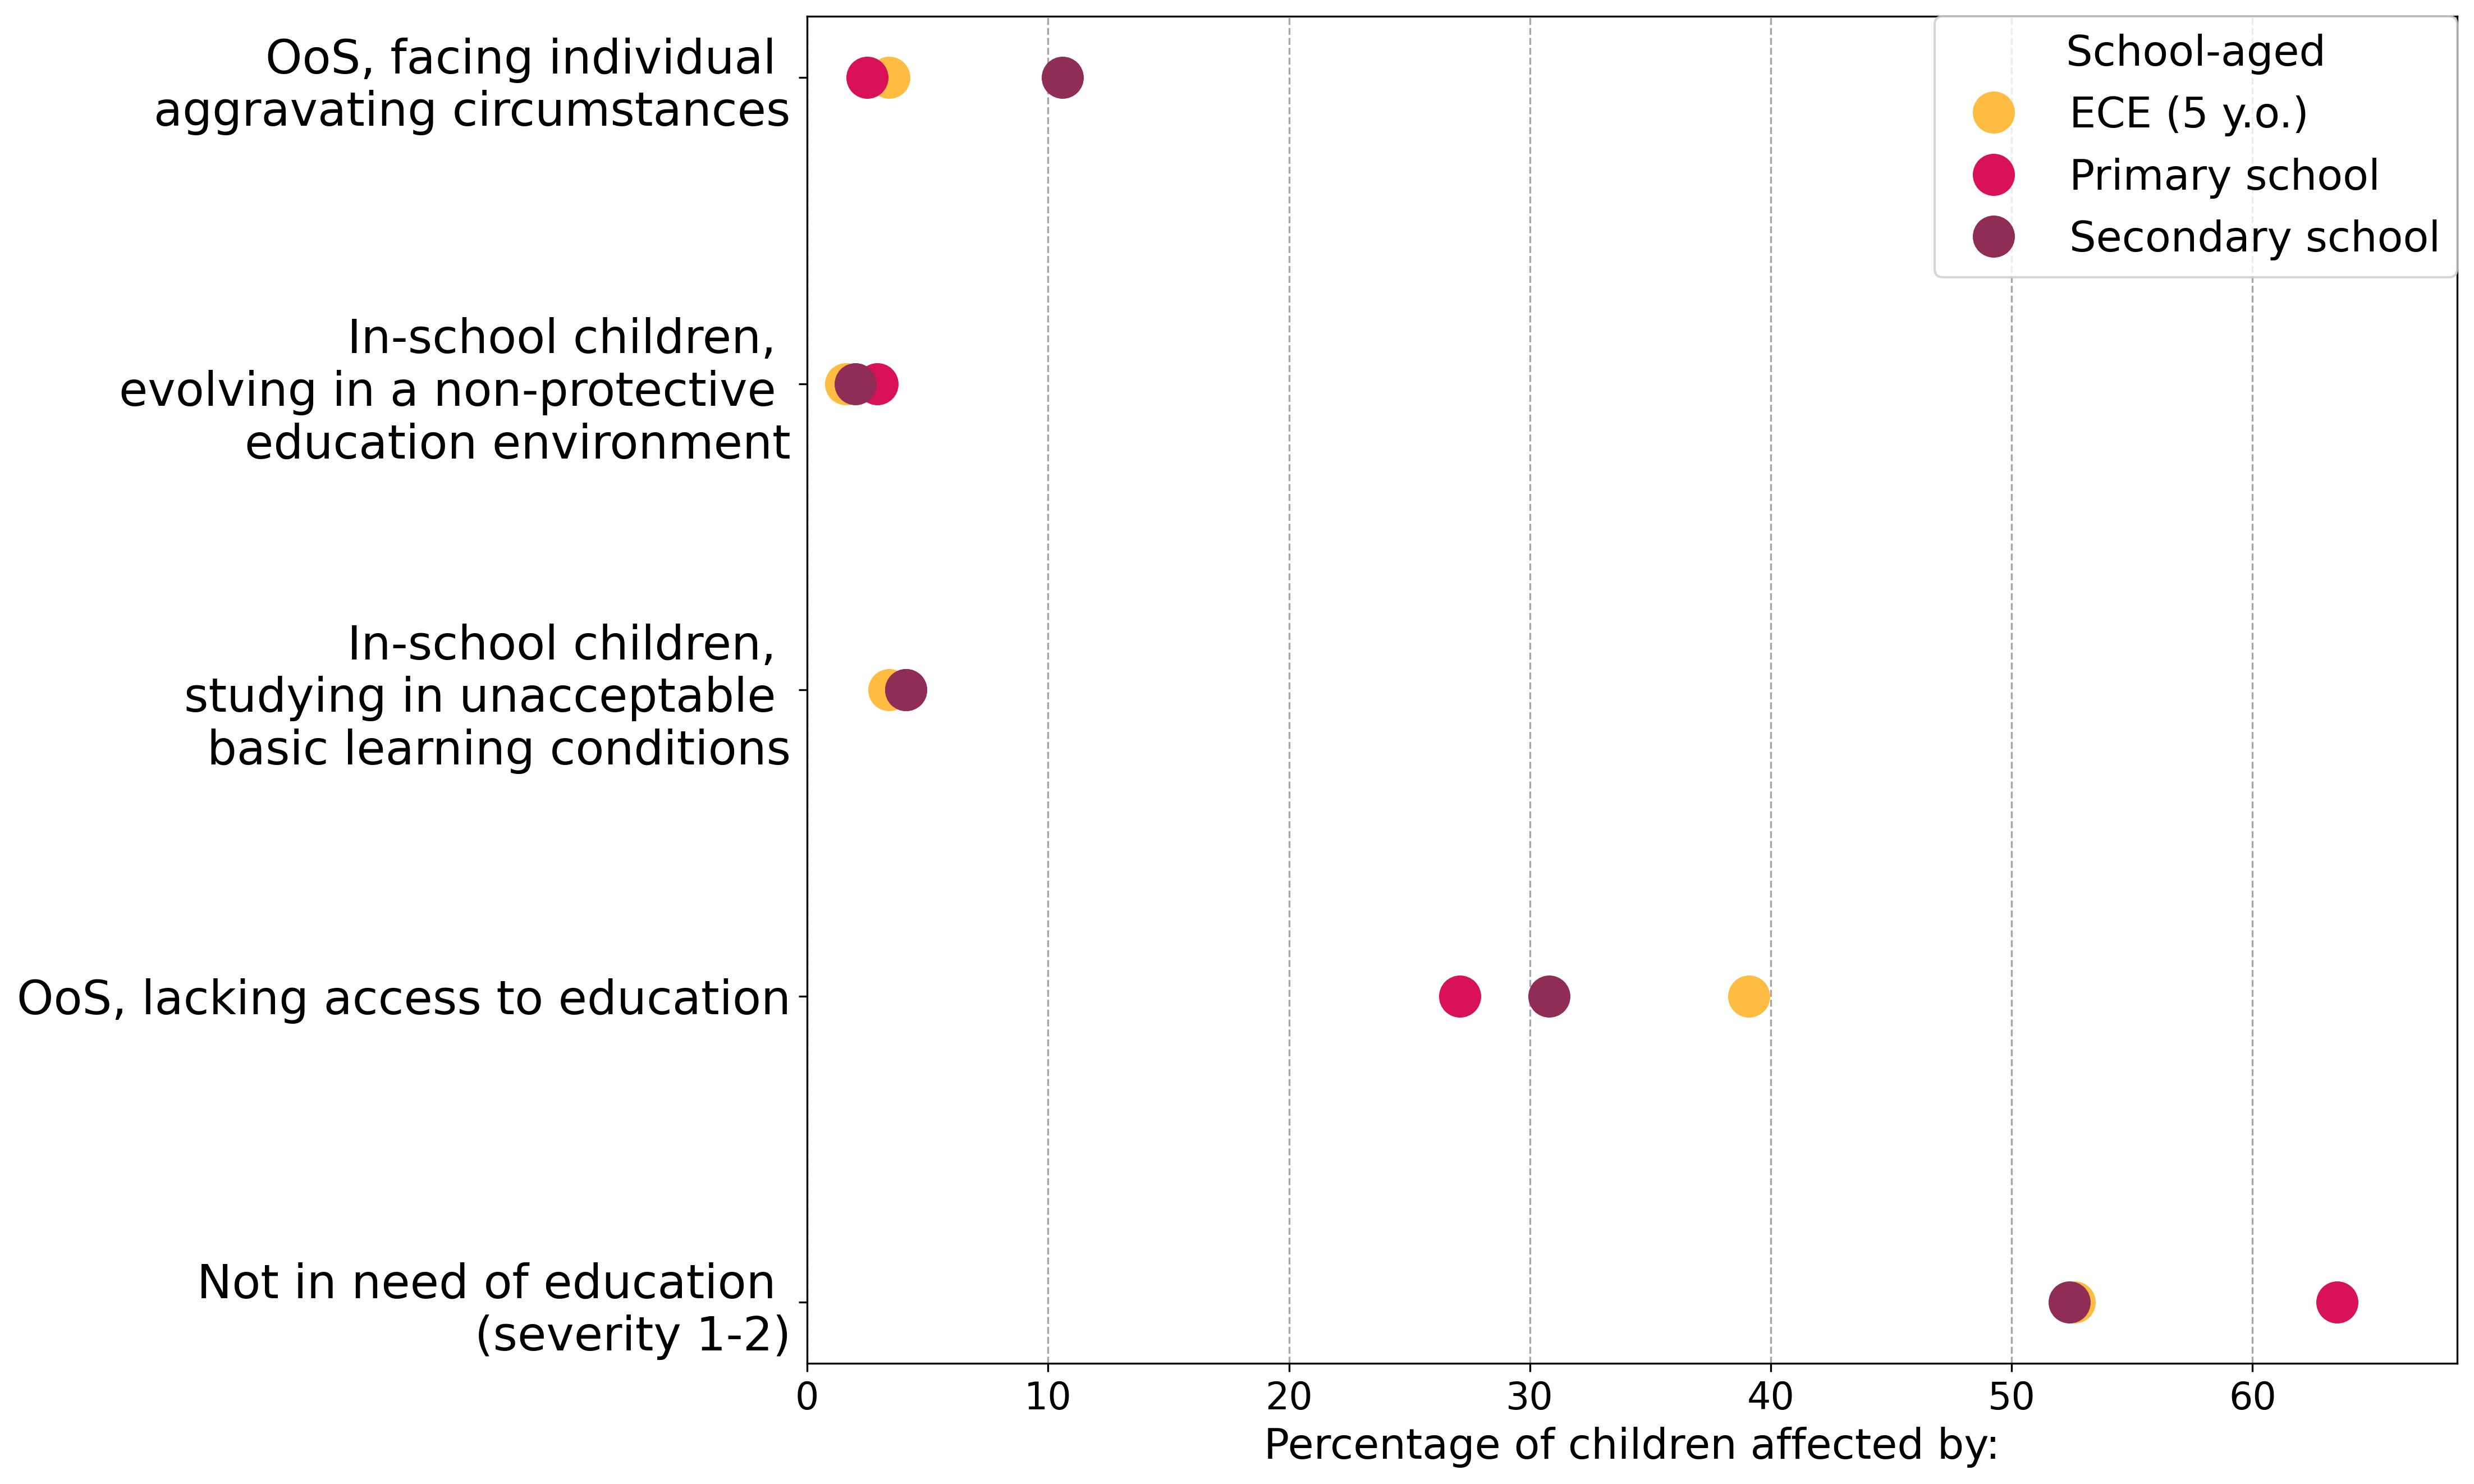 OoS, facing individual
aggravating circumstances
In-school children,
evolving in a non-protective
education environment
In-school children,
studying in unacceptable
basic learning conditions
OoS, lacking access to education
Not in need of education
(severity 1-2)
School-aged
ECE (5 y.o.)
Primary school
Secondary school
0 10 20 30 40 50 60
Percentage of children affected by: